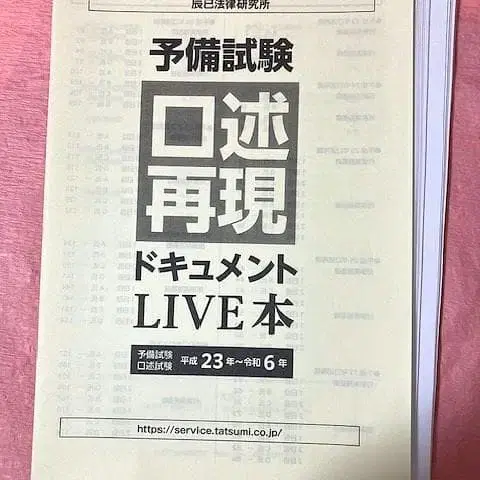 辰已法律研究所
予備試験
口述
再現
ドキュメント
LIVE本
予備試験
口述試験
平成23年～令和6年
https://service.tatsumi.co.jp/